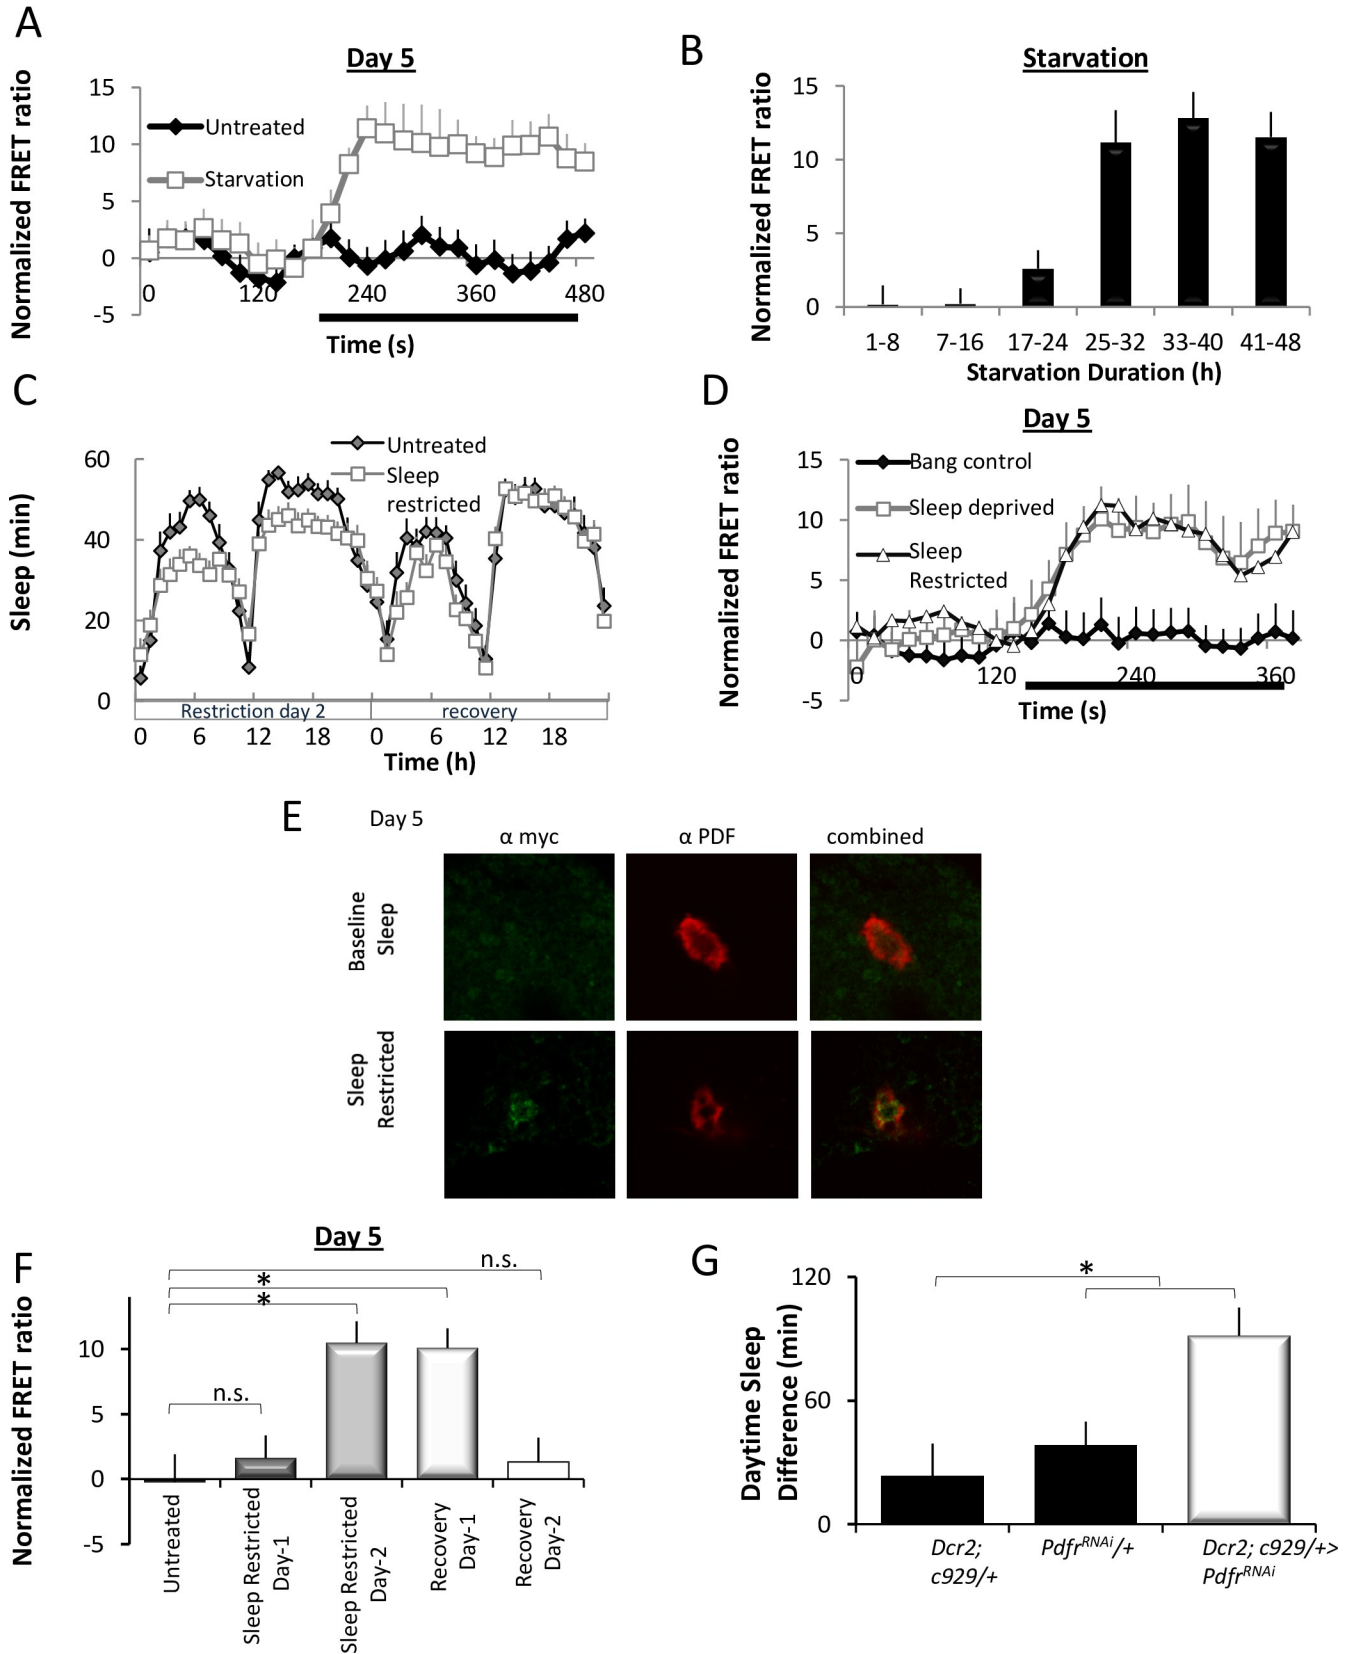 A
Day 5
Normalized FRET ratio
15
10
5
0
-5
Untreated
Starvation
0
120
240
360
480
Time (s)
B
Starvation
Normalized FRET ratio
15
10
5
0
1-8
7-16
17-24
25-32
33-40
41-48
Starvation Duration (h)
C
Sleep (min)
60
40
20
0
Untreated
Sleep
restricted
Restriction day 2
recovery
0
6
12
18
0
6
12
18
Time (h)
D
Day 5
Normalized FRET ratio
15
10
5
0
-5
Bang control
Sleep deprived
Sleep
Restricted
0
120
240
360
Time (s)
E
Day 5
α myc
α PDF
combined
Baseline
Sleep
Sleep
Restricted
F
Day 5
Normalized FRET ratio
10
5
0
-5
n.s.
*
*
n.s.
Untreated
Sleep Restricted
Day-1
Sleep Restricted
Day-2
Recovery
Day-1
Recovery
Day-2
G
Daytime Sleep
Difference (min)
120
60
0
*
Dcr2;
c929/+
Pdfr^RNAi/+
Dcr2; c929/+>
Pdfr^RNAi